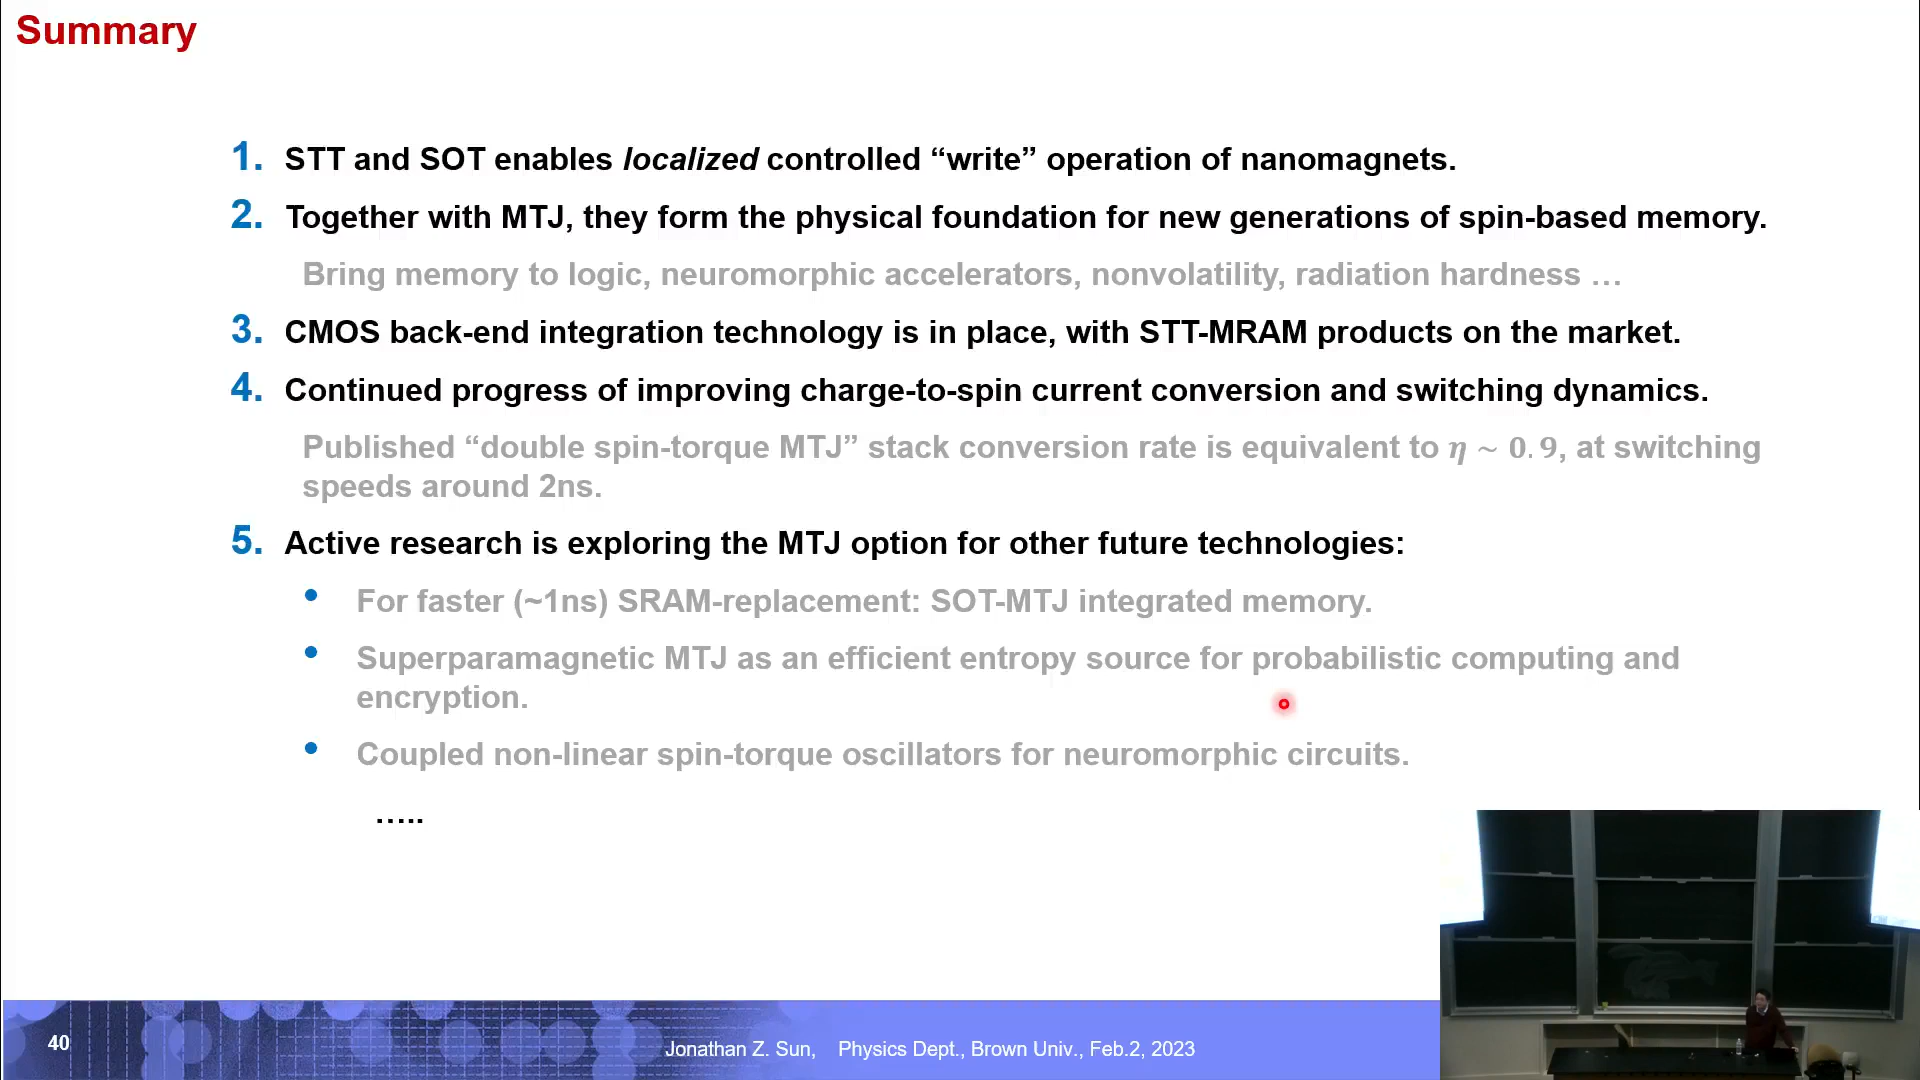 Summary
1. STT and SOT enables localized controlled “write” operation of nanomagnets.
2. Together with MTJ, they form the physical foundation for new generations of spin-based memory.
Bring memory to logic, neuromorphic accelerators, nonvolatility, radiation hardness …
3. CMOS back-end integration technology is in place, with STT-MRAM products on the market.
4. Continued progress of improving charge-to-spin current conversion and switching dynamics.
Published “double spin-torque MTJ” stack conversion rate is equivalent to η ~ 0.9, at switching
speeds around 2ns.
5. Active research is exploring the MTJ option for other future technologies:
• For faster (~1ns) SRAM-replacement: SOT-MTJ integrated memory.
• Superparamagnetic MTJ as an efficient entropy source for probabilistic computing and
encryption.
• Coupled non-linear spin-torque oscillators for neuromorphic circuits.
…..
40
Jonathan Z. Sun, Physics Dept., Brown Univ., Feb.2, 2023